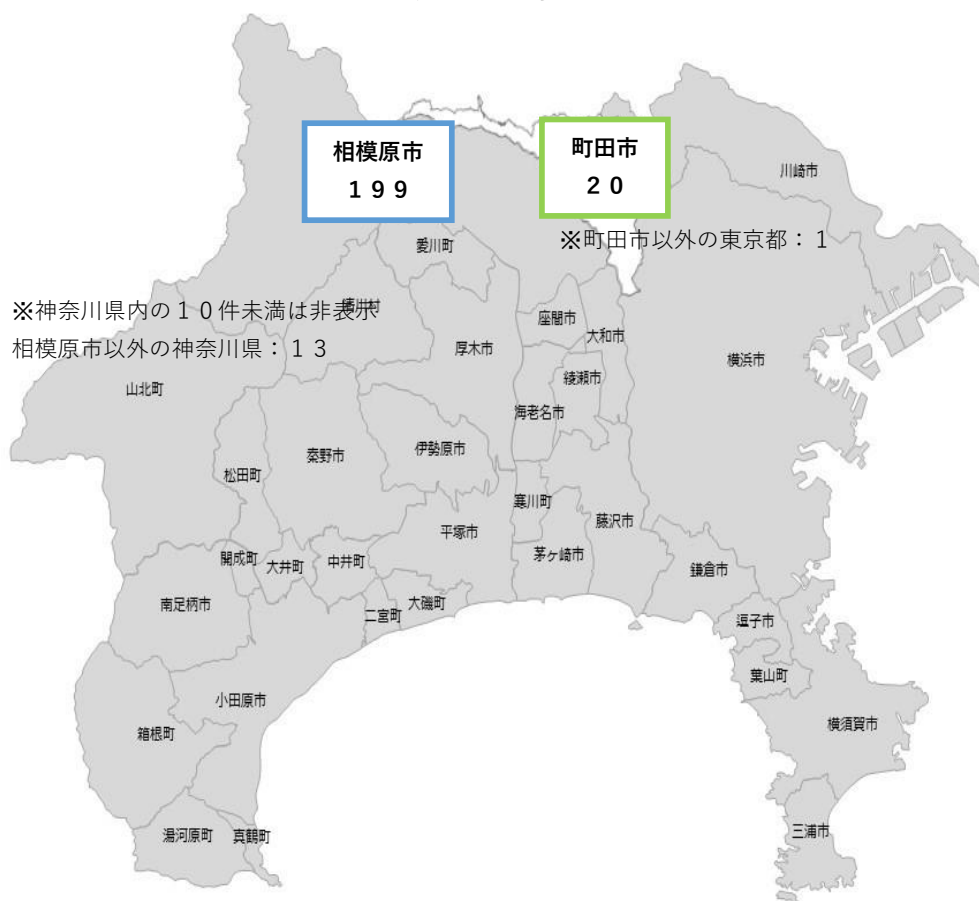 相模原市
１９９
町田市
２０
川崎市
※町田市以外の東京都：１
愛川町
※神奈川県内の１０件未満は非表示
清川村
相模原市以外の神奈川県：１３
座間市
大和市
厚木市
横浜市
山北町
綾瀬市
海老名市
伊勢原市
秦野市
松田町
寒川町
藤沢市
平塚市
茅ヶ崎市
開成町
大井町
中井町
鎌倉市
南足柄市
二宮町
大磯町
逗子市
葉山町
小田原市
横須賀市
箱根町
湯河原町
真鶴町
三浦市